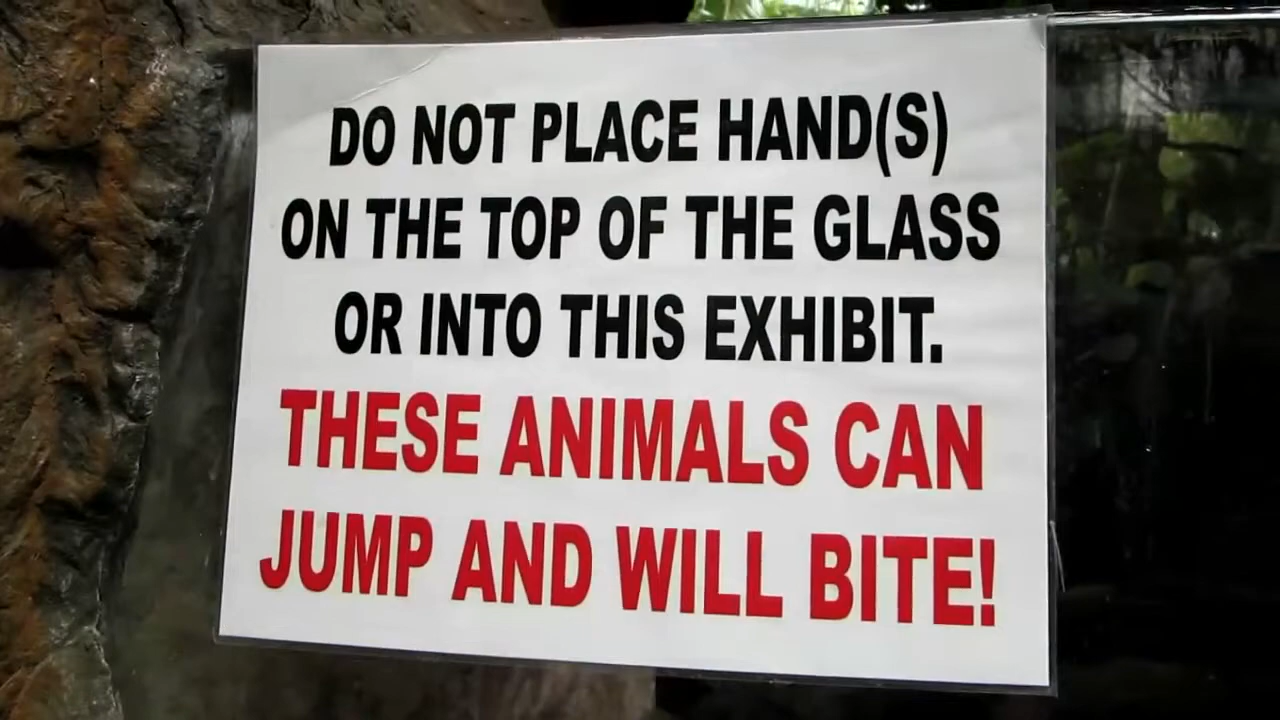 DO NOT PLACE HAND(S)
ON THE TOP OF THE GLASS
OR INTO THIS EXHIBIT.
THESE ANIMALS CAN
JUMP AND WILL BITE!